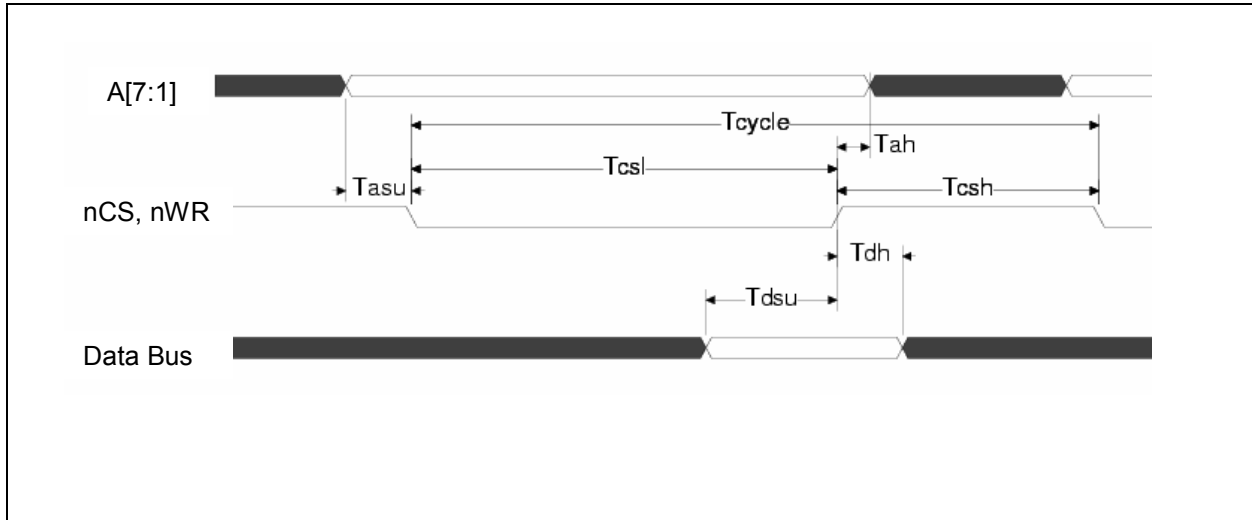 A[7:1]
Tcycle
Tah
Tcsl
Tasu
Tcsh
nCS, nWR
Tdh
Tdsu
Data Bus